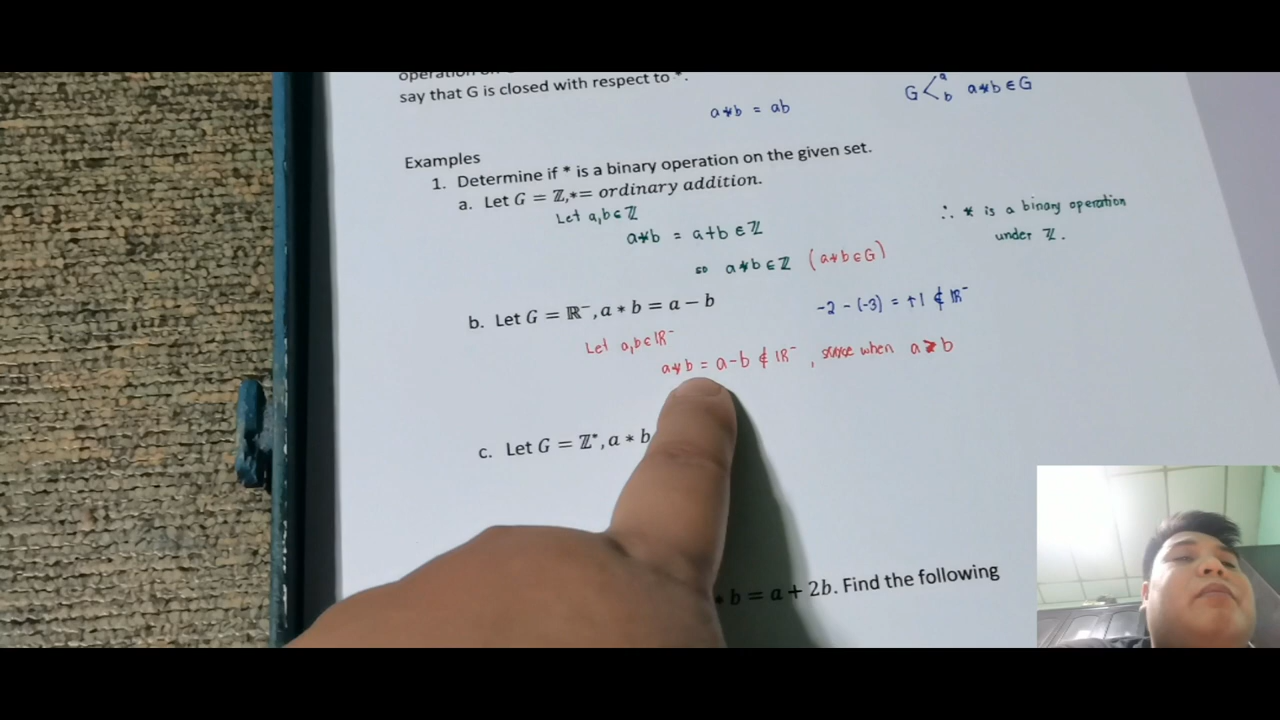 say that G is closed with respect to *.
a*b = ab
G < a b a*b ∈ G
Examples
1. Determine if * is a binary operation on the given set.
a. Let G = ℤ,*= ordinary addition.
Let a,b ∈ ℤ
a*b = a+b ∈ ℤ
so a*b ∈ ℤ (a*b ∈ G)
∴ * is a binary operation
under ℤ.
b. Let G = ℝ⁻, a * b = a − b
-2 - (-3) = +1 ∉ ℝ⁻
Let a,b ∈ ℝ⁻
a*b = a-b ∉ ℝ⁻, since when a > b
c. Let G = ℤ*, a * b
* b = a + 2b. Find the following